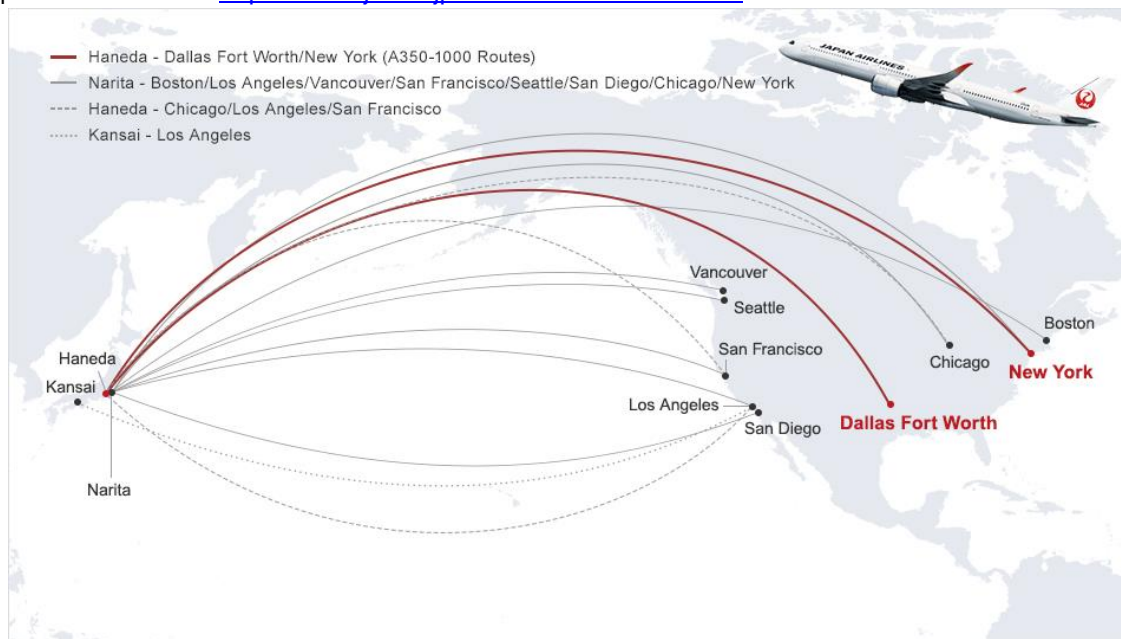 Haneda - Dallas Fort Worth/New York (A350-1000 Routes)
Narita - Boston/Los Angeles/Vancouver/San Francisco/Seattle/San Diego/Chicago/New York
Haneda - Chicago/Los Angeles/San Francisco
Kansai - Los Angeles
JAPAN AIRLINES
Vancouver
Seattle
Boston
San Francisco
Chicago
Haneda
New York
Kansai
Los Angeles
Dallas Fort Worth
San Diego
Narita